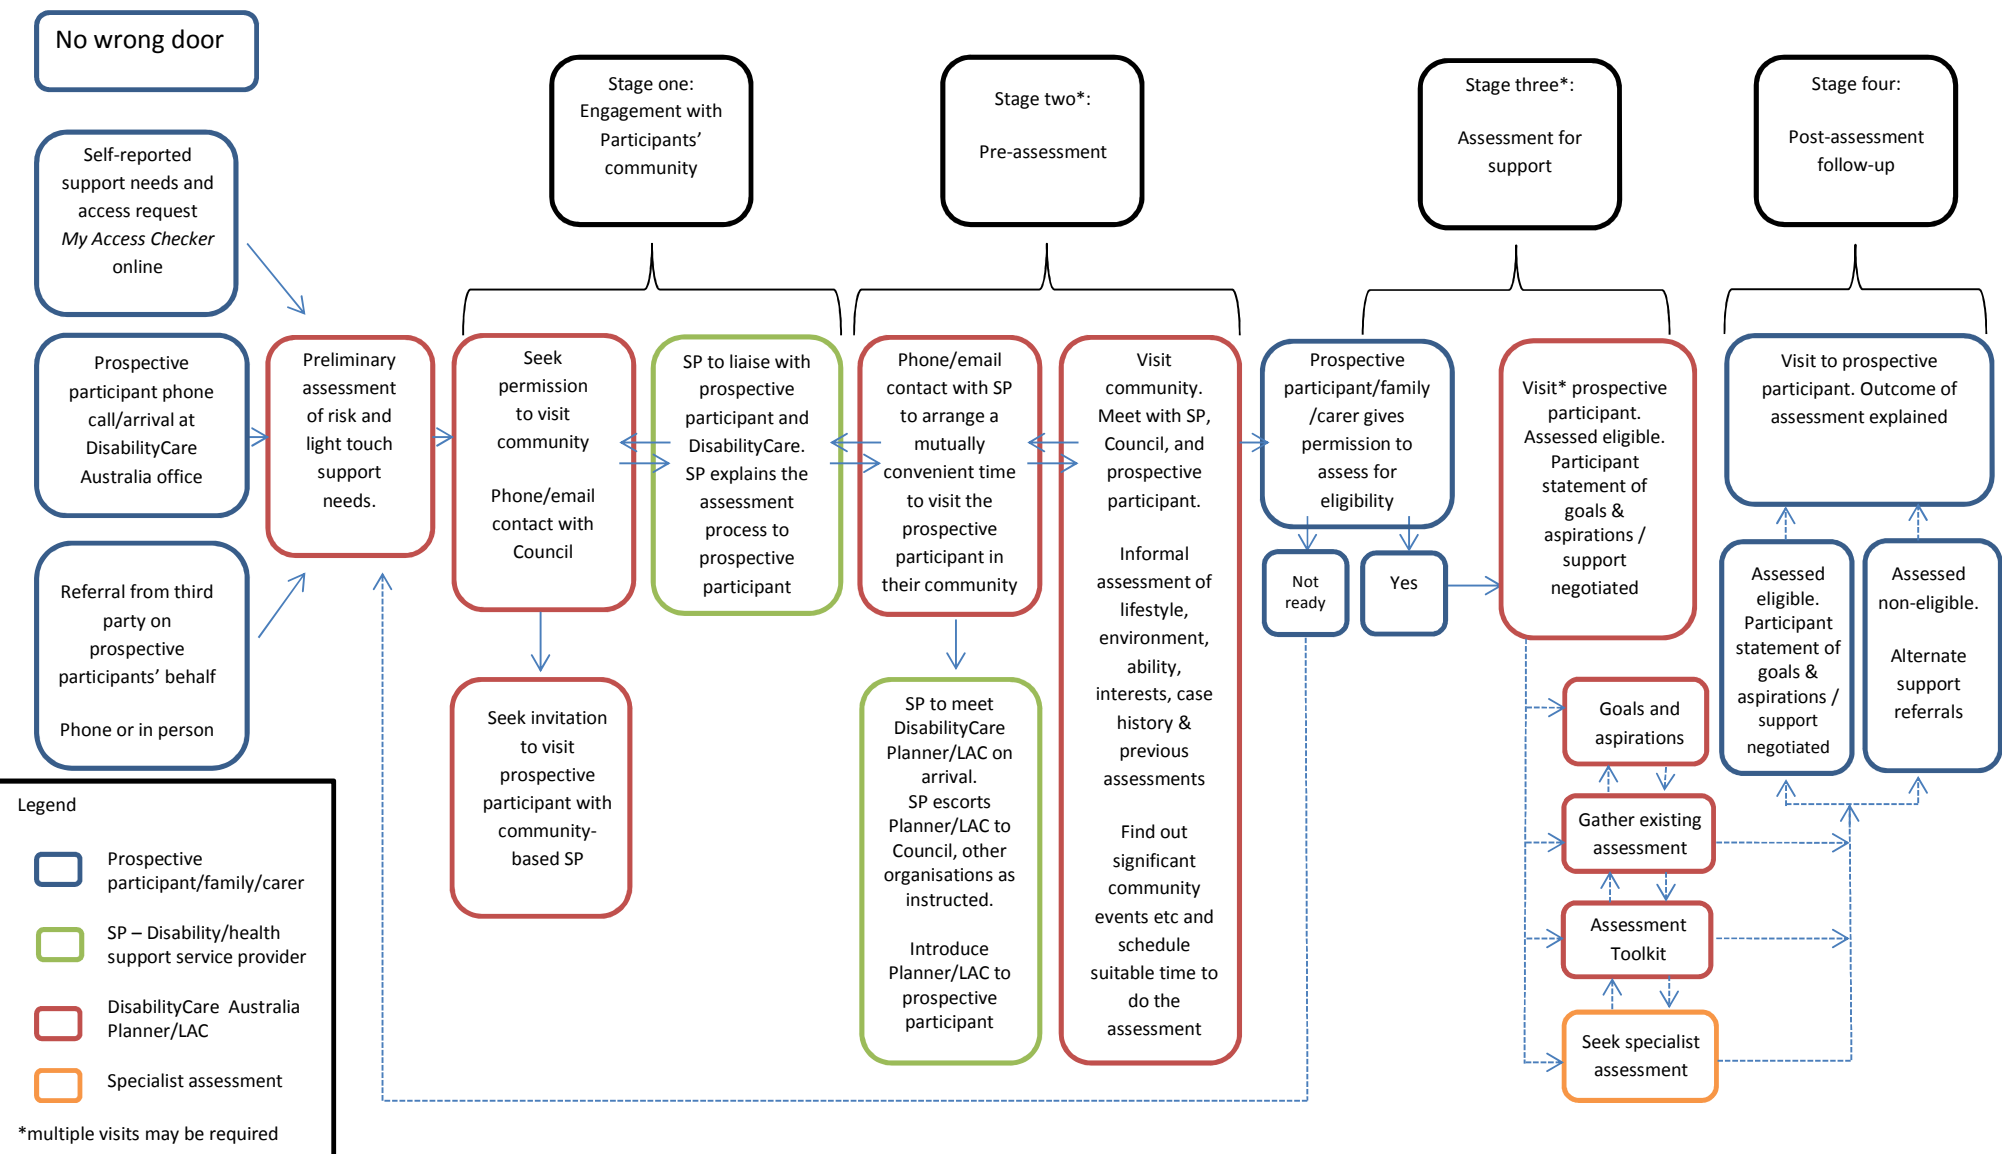 No wrong door
Stage one:
Engagement with
Participants’
community
Stage two*:
Pre-assessment
Stage three*:
Assessment for
support
Stage four:
Post-assessment
follow-up
Self-reported
support needs and
access request
My Access Checker
online
Prospective
participant phone
call/arrival at
DisabilityCare
Australia office
Referral from third
party on
prospective
participants’ behalf
Phone or in person
Preliminary
assessment
of risk and
light touch
support
needs.
Seek
permission
to visit
community
Phone/email
contact with
Council
Seek invitation
to visit
prospective
participant with
community-
based SP
SP to liaise with
prospective
participant and
DisabilityCare.
SP explains the
assessment
process to
prospective
participant
Phone/email
contact with SP
to arrange a
mutually
convenient time
to visit the
prospective
participant in
their community
SP to meet
DisabilityCare
Planner/LAC on
arrival.
SP escorts
Planner/LAC to
Council, other
organisations as
instructed.
Introduce
Planner/LAC to
prospective
participant
Visit
community.
Meet with SP,
Council, and
prospective
participant.
Informal
assessment of
lifestyle,
environment,
ability,
interests, case
history &
previous
assessments
Find out
significant
community
events etc and
schedule
suitable time to
do the
assessment
Prospective
participant/family
/carer gives
permission to
assess for
eligibility
Not
ready
Yes
Visit* prospective
participant.
Assessed eligible.
Participant
statement of
goals &
aspirations /
support
negotiated
Goals and
aspirations
Gather existing
assessment
Assessment
Toolkit
Seek specialist
assessment
Visit to prospective
participant. Outcome of
assessment explained
Assessed
eligible.
Participant
statement of
goals &
aspirations /
support
negotiated
Assessed
non-eligible.
Alternate
support
referrals
Legend
Prospective
participant/family/carer
SP – Disability/health
support service provider
DisabilityCare Australia
Planner/LAC
Specialist assessment
*multiple visits may be required